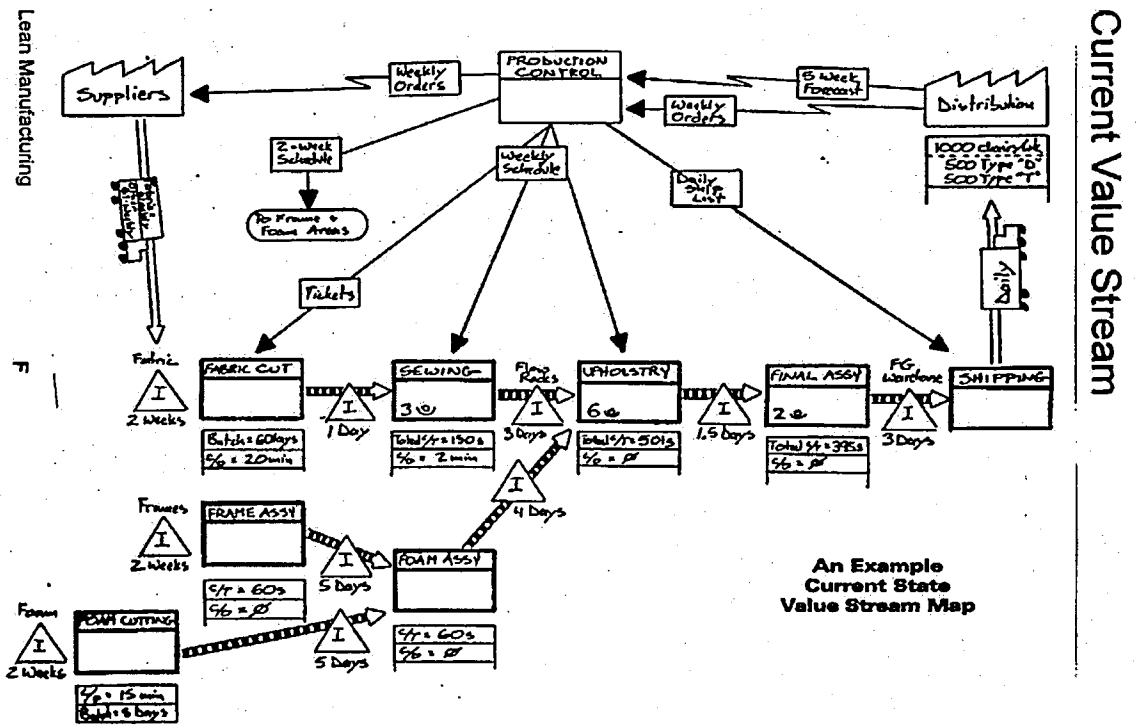 Current Value Stream
Lean Manufacturing
F
Suppliers
Weekly
Orders
PRODUCTION
CONTROL
5 Week
Forecast
Weekly
Orders
Distribution
1000 chairs/wk
500 Type "D"
500 Type "T"
2-Week
Schedule
To Frame &
Foam Areas
Weekly
Schedule
Daily
Ship
List
Tickets
Daily
Fabric
I
2 Weeks
FABRIC CUT
Batch = 60days
C/O = 20min
I
1 Day
SEWING
3
Total C/T = 150s
C/O = 2min
Flow
Racks
I
3 Days
UPHOLSTRY
6
Total C/T = 501s
C/O = Ø
I
1.5 Days
FINAL ASSY
2
Total C/T = 395s
C/O = Ø
FG
Warehouse
I
3 Days
SHIPPING
Frames
I
2 Weeks
FRAME ASSY
C/T = 60s
C/O = Ø
I
5 Days
FOAM ASSY
C/T = 60s
C/O = Ø
I
4 Days
Foam
I
2 Weeks
FOAM CUTTING
C/O = 15 min
Batch = 8 Days
I
5 Days
An Example
Current State
Value Stream Map